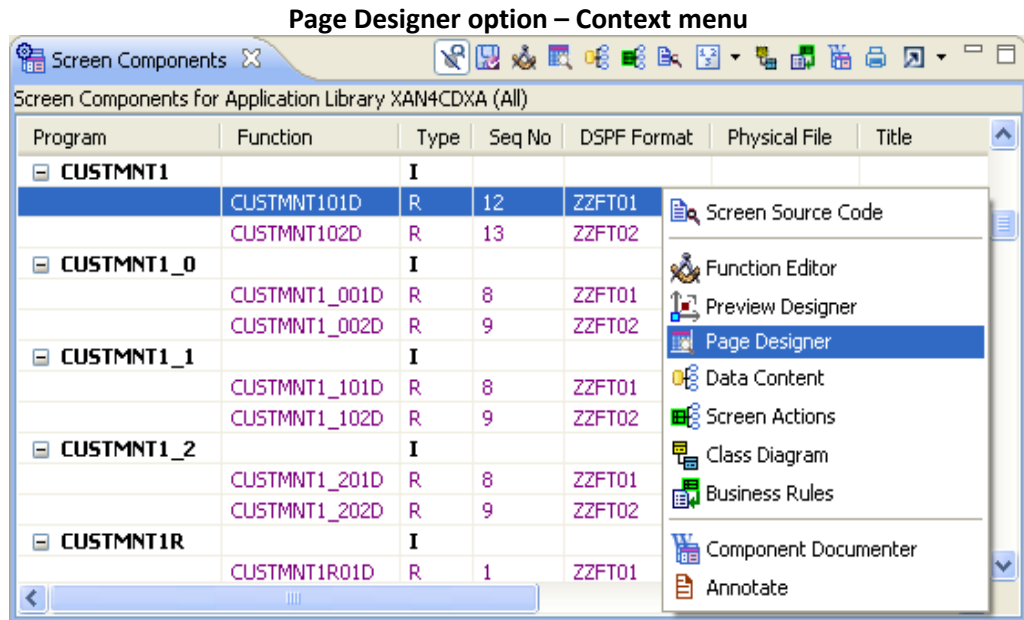 Page Designer option – Context menu
Screen Components
Screen Components for Application Library XAN4CDXA (All)
Program Function Type Seq No DSPF Format Physical File Title
CUSTMNT1 I
CUSTMNT101D R 12 ZZFT01
CUSTMNT102D R 13 ZZFT02
CUSTMNT1_0 I
CUSTMNT1_001D R 8 ZZFT01
CUSTMNT1_002D R 9 ZZFT02
CUSTMNT1_1 I
CUSTMNT1_101D R 8 ZZFT01
CUSTMNT1_102D R 9 ZZFT02
CUSTMNT1_2 I
CUSTMNT1_201D R 8 ZZFT01
CUSTMNT1_202D R 9 ZZFT02
CUSTMNT1R I
CUSTMNT1R01D R 1 ZZFT01
Screen Source Code
Function Editor
Preview Designer
Page Designer
Data Content
Screen Actions
Class Diagram
Business Rules
Component Documenter
Annotate